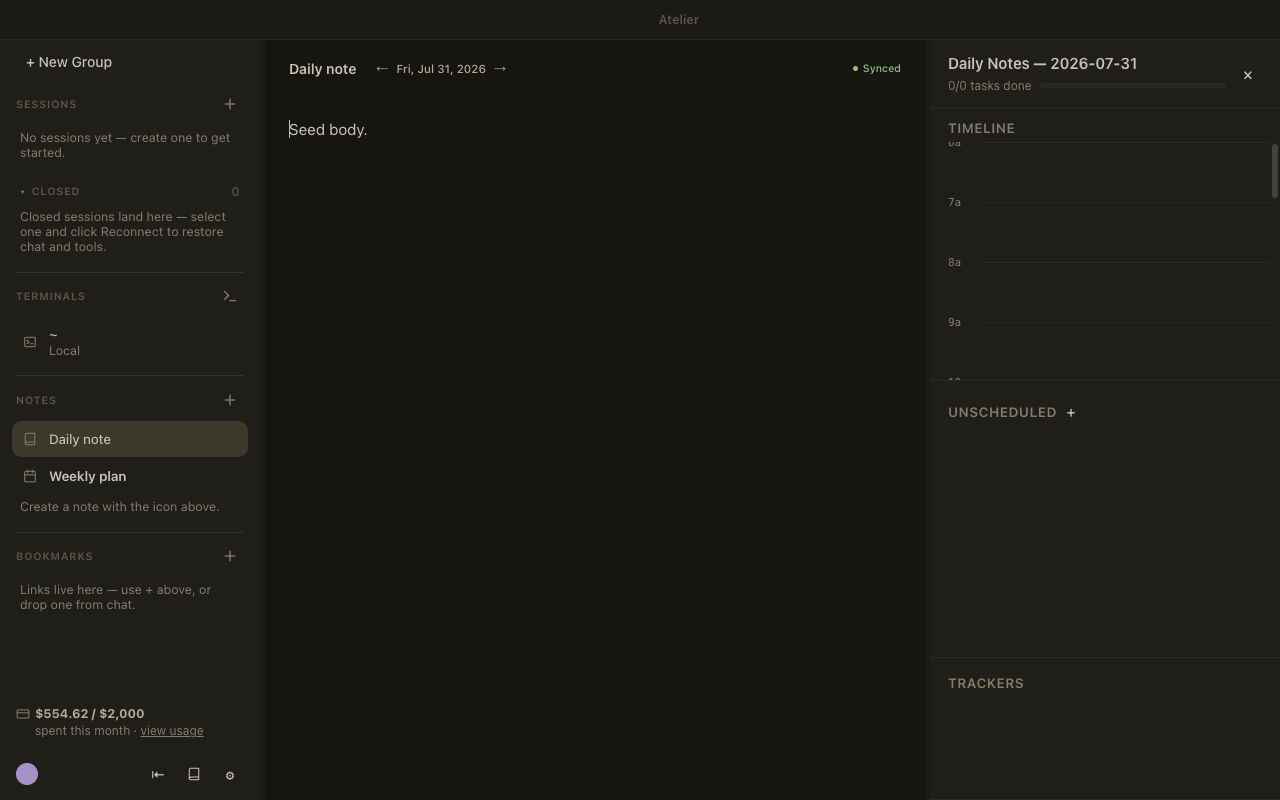 Atelier
+ New Group
SESSIONS
No sessions yet — create one to get
started.
CLOSED 0
Closed sessions land here — select
one and click Reconnect to restore
chat and tools.
TERMINALS
~
Local
NOTES
Daily note
Weekly plan
Create a note with the icon above.
BOOKMARKS
Links live here — use + above, or
drop one from chat.
$554.62 / $2,000
spent this month · view usage
Daily note ← Fri, Jul 31, 2026 →
Synced
Seed body.
Daily Notes — 2026-07-31
0/0 tasks done
TIMELINE
7a
8a
9a
UNSCHEDULED +
TRACKERS